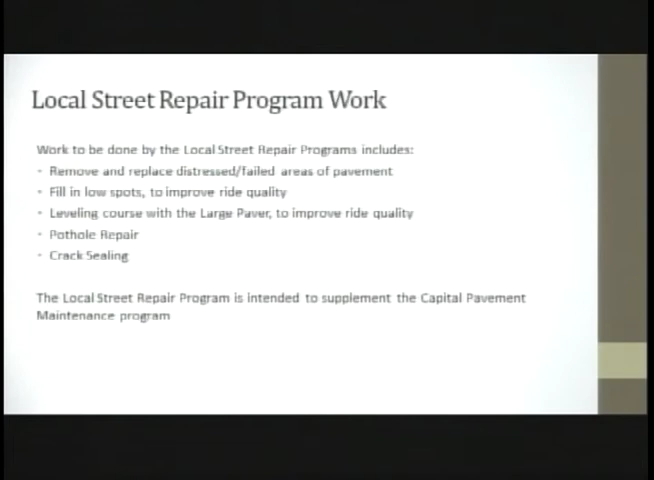 Local Street Repair Program Work
Work to be done by the Local Street Repair Programs includes:
• Remove and replace distressed/failed areas of pavement
• Fill in low spots, to improve ride quality
• Leveling course with the Large Paver, to improve ride quality
• Pothole Repair
• Crack Sealing
The Local Street Repair Program is intended to supplement the Capital Pavement
Maintenance program